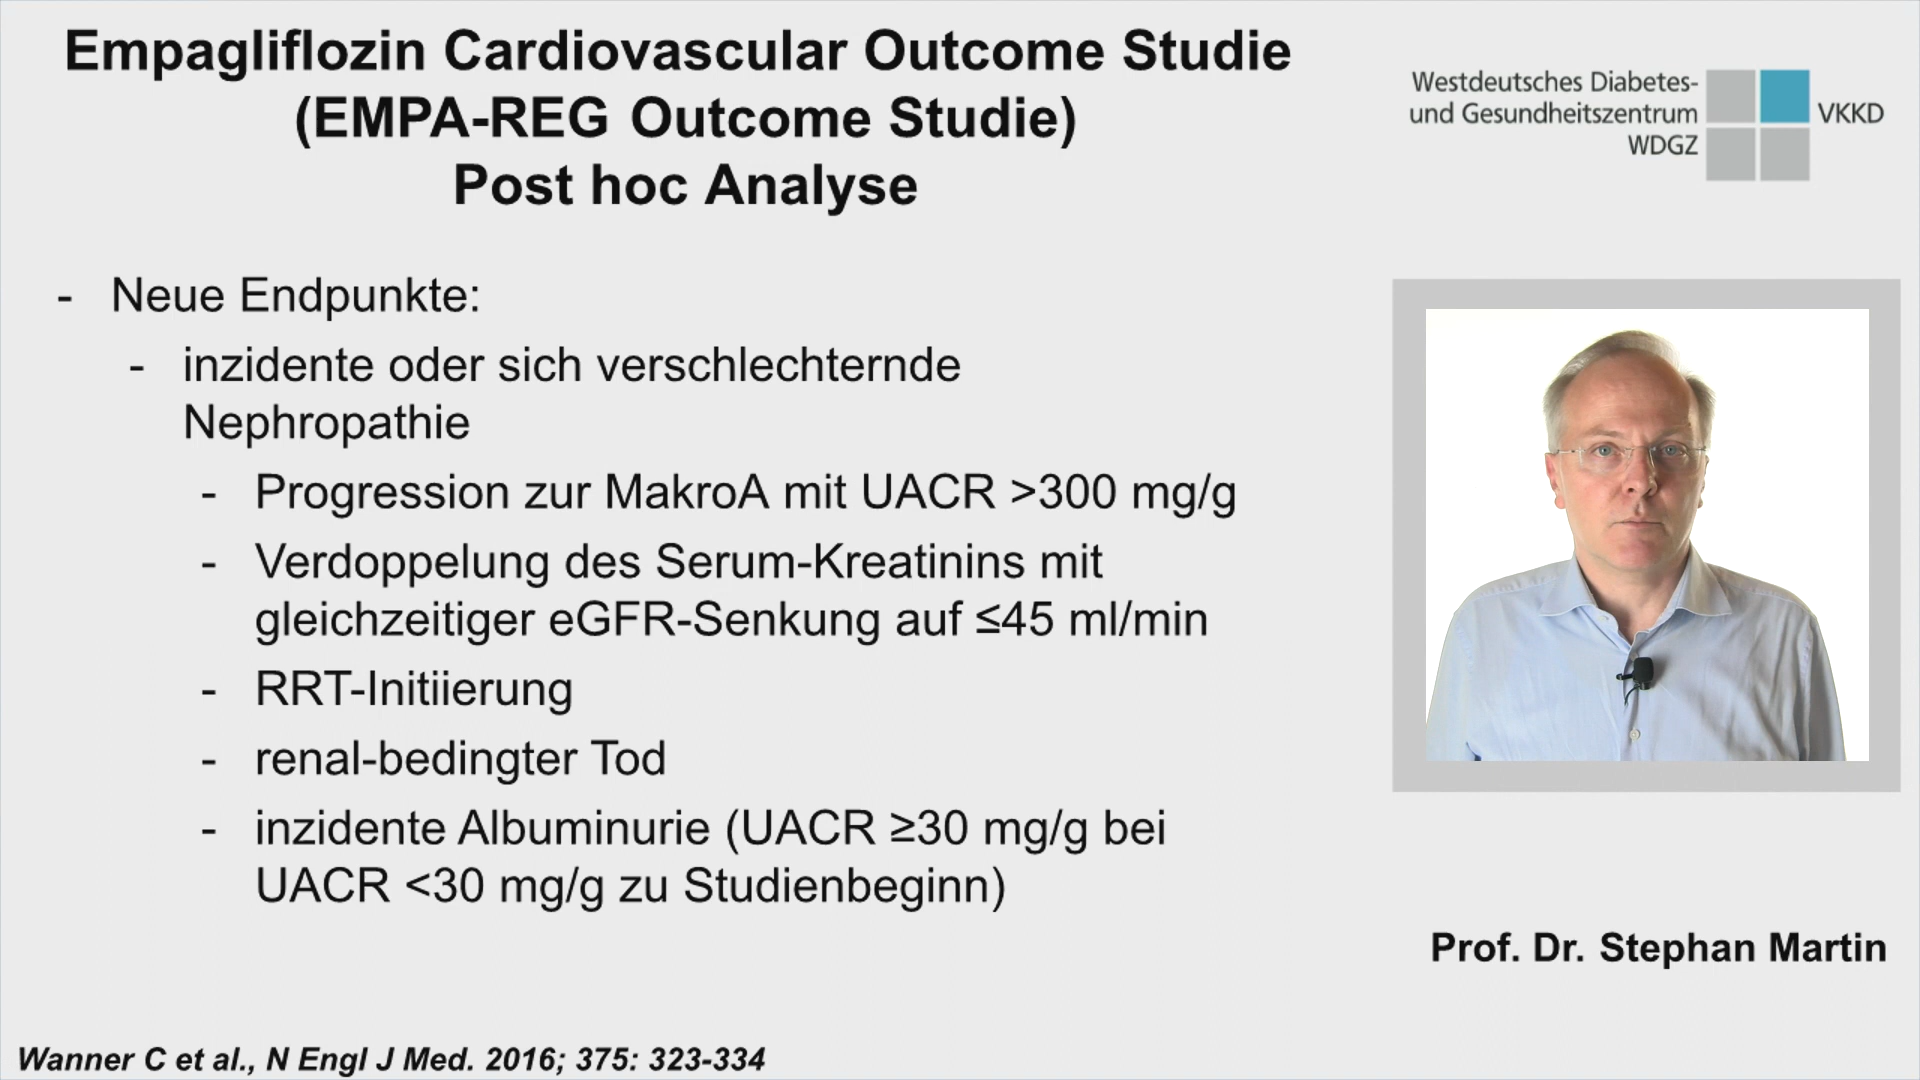 Empagliflozin Cardiovascular Outcome Studie
(EMPA-REG Outcome Studie)
Post hoc Analyse
Westdeutsches Diabetes-
und Gesundheitszentrum
WDGZ
VKKD
- Neue Endpunkte:
- inzidente oder sich verschlechternde
Nephropathie
- Progression zur MakroA mit UACR >300 mg/g
- Verdoppelung des Serum-Kreatinins mit
gleichzeitiger eGFR-Senkung auf ≤45 ml/min
- RRT-Initiierung
- renal-bedingter Tod
- inzidente Albuminurie (UACR ≥30 mg/g bei
UACR <30 mg/g zu Studienbeginn)
Prof. Dr. Stephan Martin
Wanner C et al., N Engl J Med. 2016; 375: 323-334